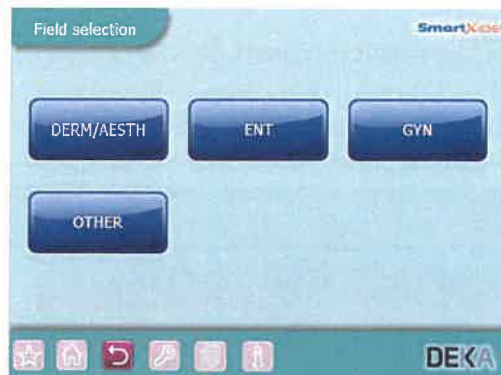 Field selection
DERM/AESTH
ENT
GYN
OTHER
DEKA